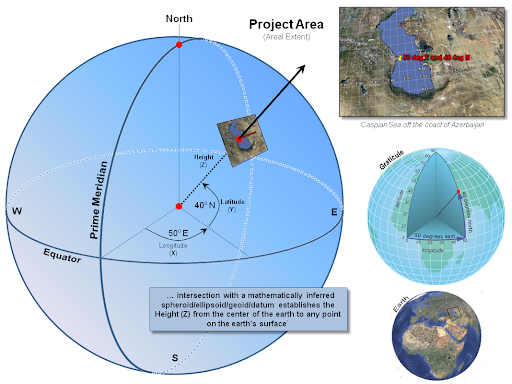 North
Project Area
(Areal Extent)
50 deg E and 40 deg N
Caspian Sea off the coast of Azerbaijan
Height
(Z)
Prime Meridian
W
E
40° N
Latitude
(Y)
50° E
Longitude
(X)
Equator
S
… intersection with a mathematically inferred
spheroid/ellipsoid/geoid/datum establishes the
Height (Z) from the center of the earth to any point
on the earth's surface
Graticule
latitude
40 degrees north
50 degrees east
longitude
Earth